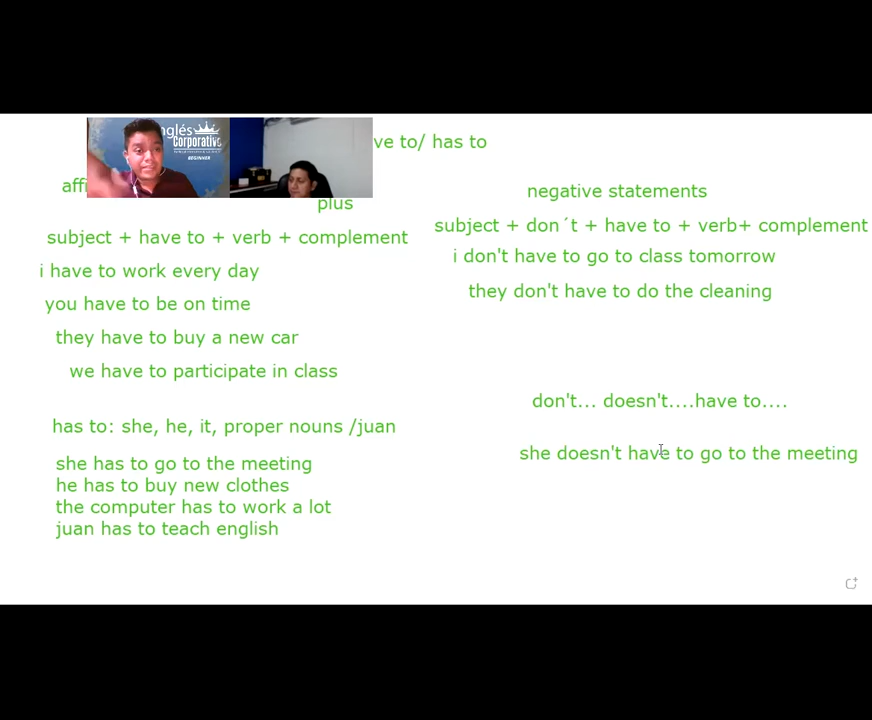 nglés
Corporativo
BEGINNER
ve to/ has to
affi
plus
subject + have to + verb + complement
i have to work every day
you have to be on time
they have to buy a new car
we have to participate in class
has to: she, he, it, proper nouns /juan
she has to go to the meeting
he has to buy new clothes
the computer has to work a lot
juan has to teach english
negative statements
subject + don´t + have to + verb+ complement
i don't have to go to class tomorrow
they don't have to do the cleaning
don't... doesn't....have to....
she doesn't have to go to the meeting